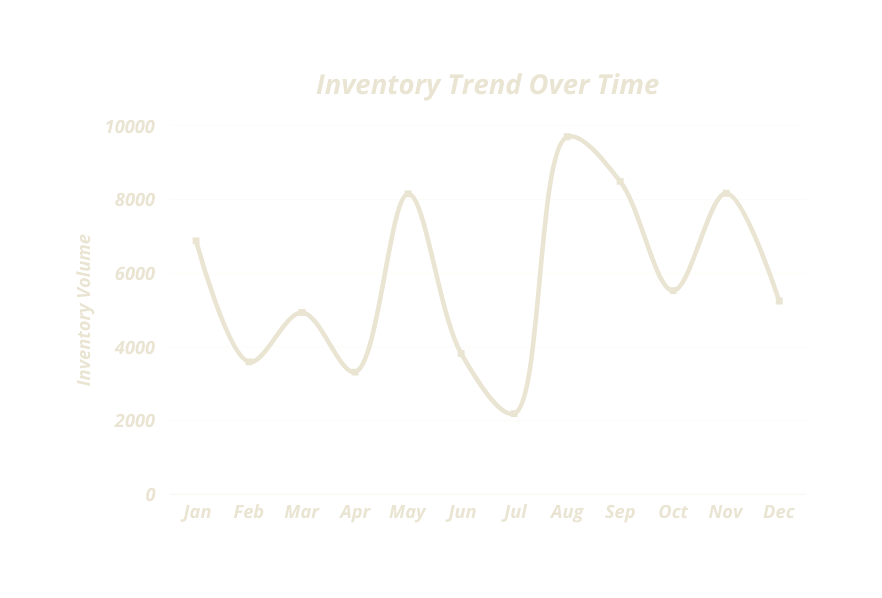 Inventory Trend Over Time
Inventory Volume
10000
8000
6000
4000
2000
0
Jan Feb Mar Apr May Jun Jul Aug Sep Oct Nov Dec